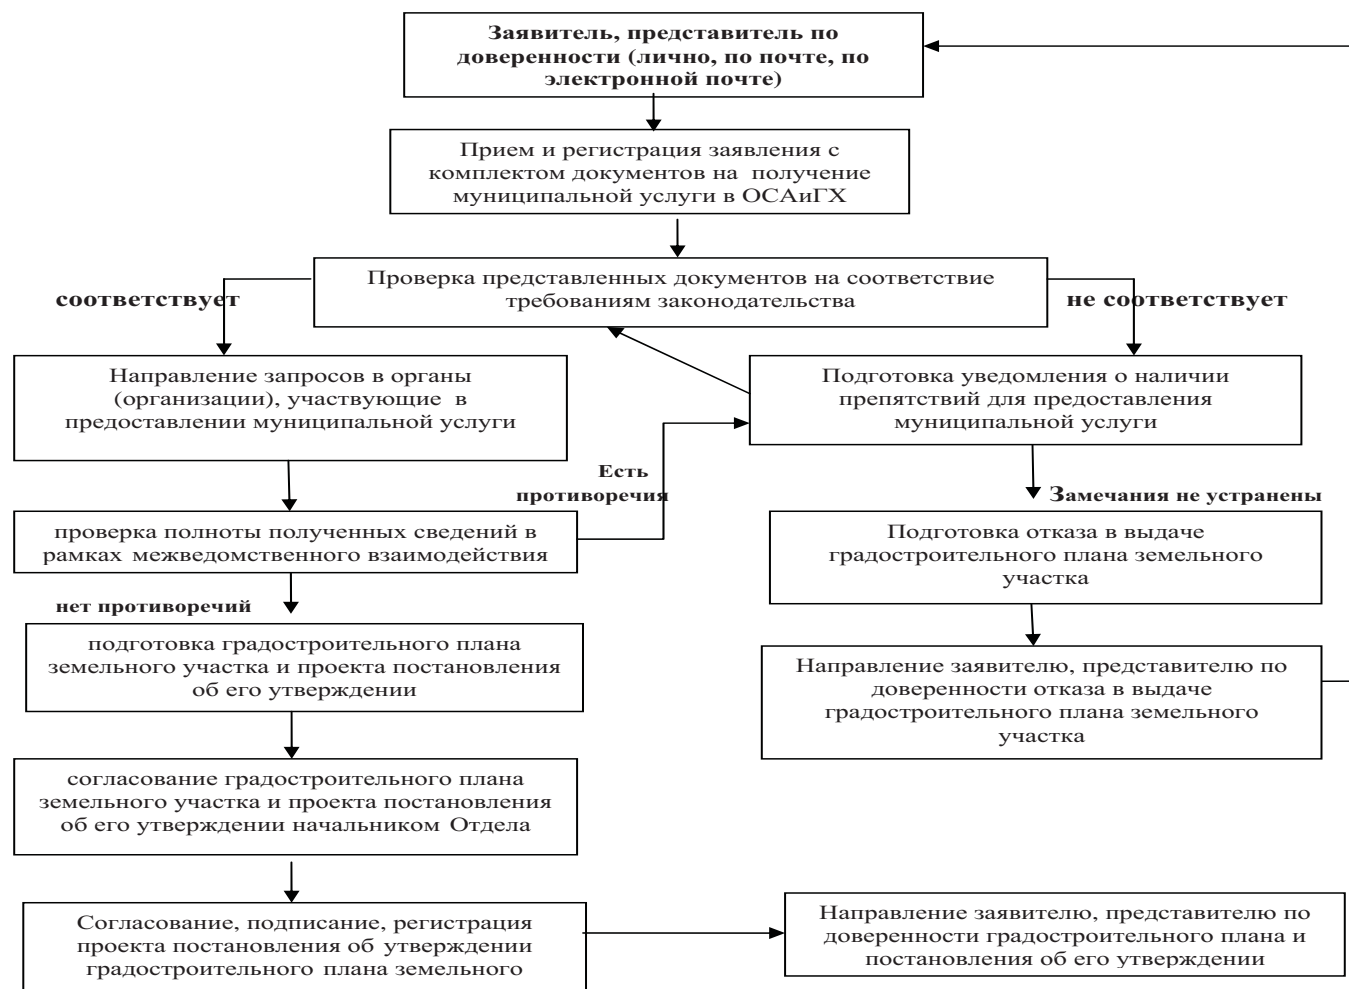 Заявитель, представитель по
доверенности (лично, по почте, по
электронной почте)
Прием и регистрация заявления с
комплектом документов на получение
муниципальной услуги в ОСАиГХ
Проверка представленных документов на соответствие
требованиям законодательства
соответствует
не соответствует
Направление запросов в органы
(организации), участвующие в
предоставлении муниципальной услуги
Подготовка уведомления о наличии
препятствий для предоставления
муниципальной услуги
Есть
противоречия
Замечания не устранены
проверка полноты полученных сведений в
рамках межведомственного взаимодействия
Подготовка отказа в выдаче
градостроительного плана земельного
участка
нет противоречий
подготовка градостроительного плана
земельного участка и проекта постановления
об его утверждении
Направление заявителю, представителю по
доверенности отказа в выдаче
градостроительного плана земельного
участка
согласование градостроительного плана
земельного участка и проекта постановления
об его утверждении начальником Отдела
Согласование, подписание, регистрация
проекта постановления об утверждении
градостроительного плана земельного
Направление заявителю, представителю по
доверенности градостроительного плана и
постановления об его утверждении